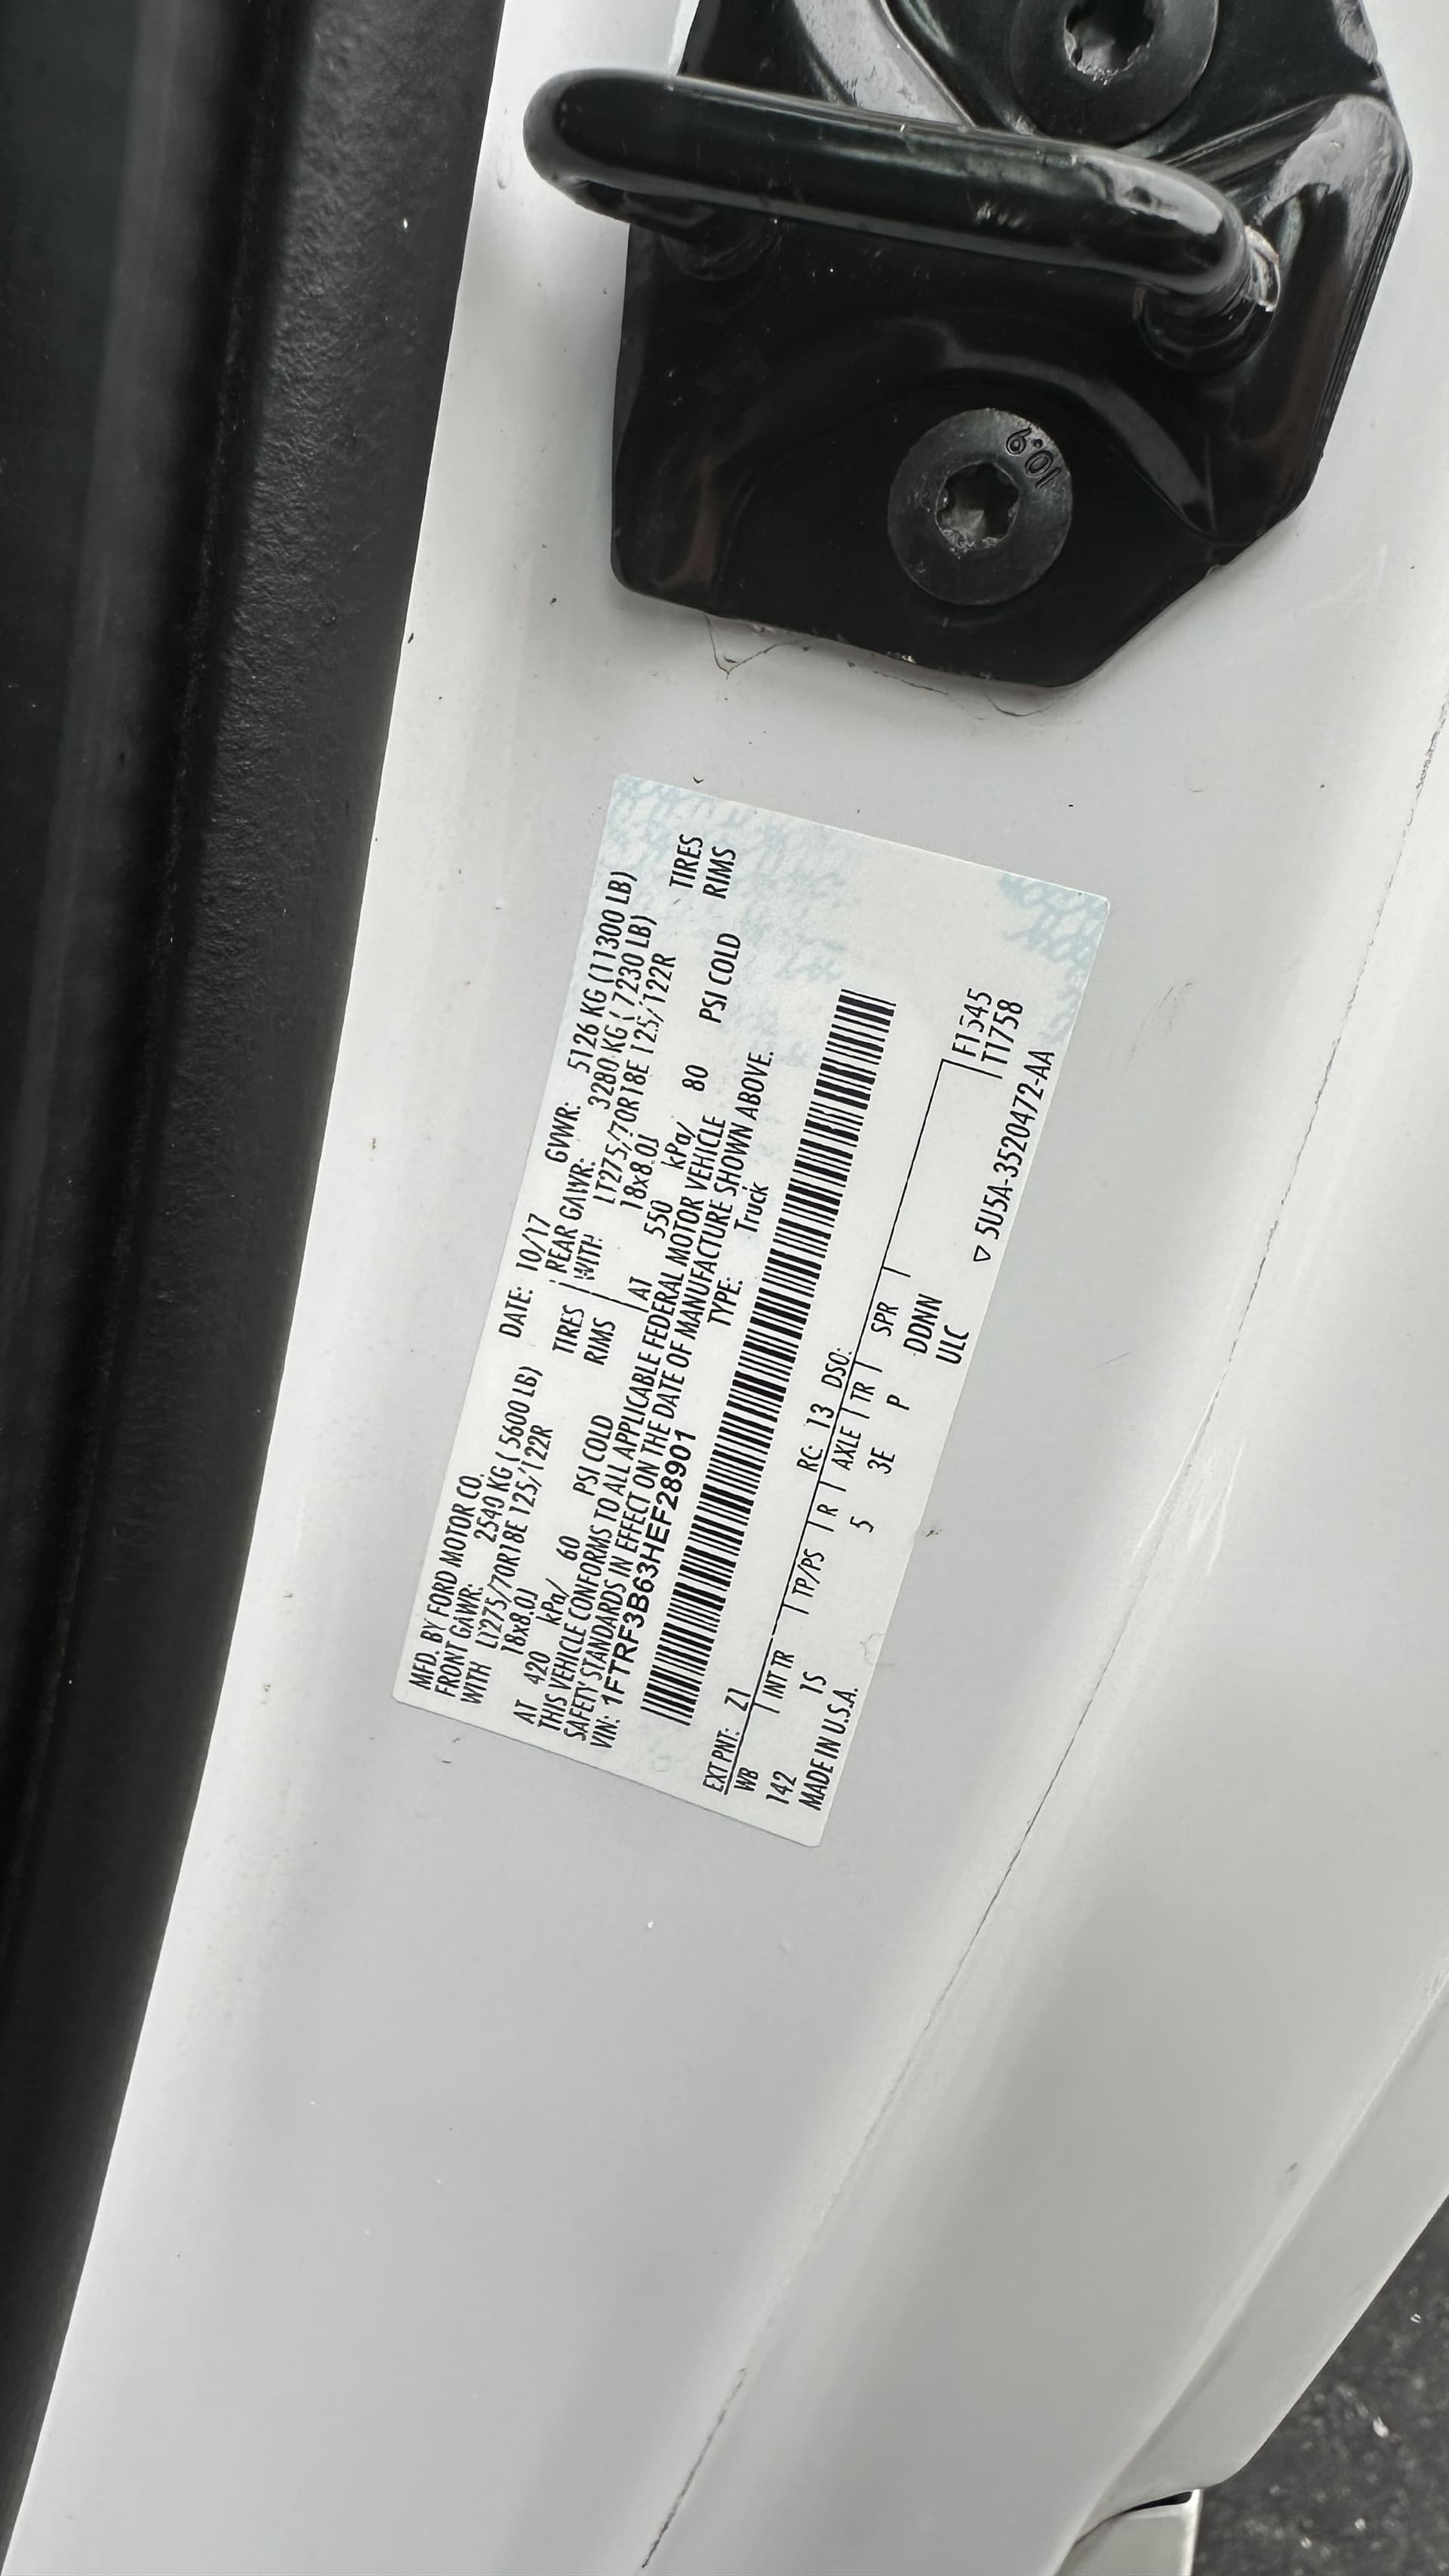 10.9
MFD. BY FORD MOTOR CO. DATE: 10/17 GVWR: 5126 KG (11300 LB)
FRONT GAWR: 2540 KG ( 5600 LB) REAR GAWR: 3280 KG ( 7230 LB)
WITH LT275/70R18E 125/122R TIRES WITH LT275/70R18E 125/122R TIRES
18x8.0J RIMS 18x8.0J RIMS
AT 420 kPa/ 60 PSI COLD AT 550 kPa/ 80 PSI COLD
THIS VEHICLE CONFORMS TO ALL APPLICABLE FEDERAL MOTOR VEHICLE
SAFETY STANDARDS IN EFFECT ON THE DATE OF MANUFACTURE SHOWN ABOVE.
VIN: 1FTRF3B63HEF28901 TYPE: Truck
EXT PNT: Z1 RC: 13 DSO:
WB INT TR TP/PS R AXLE TR SPR F1545
142 1S 5 3E P DDNN T1758
MADE IN U.S.A. ULC ▽ 5U5A-3520472-AA